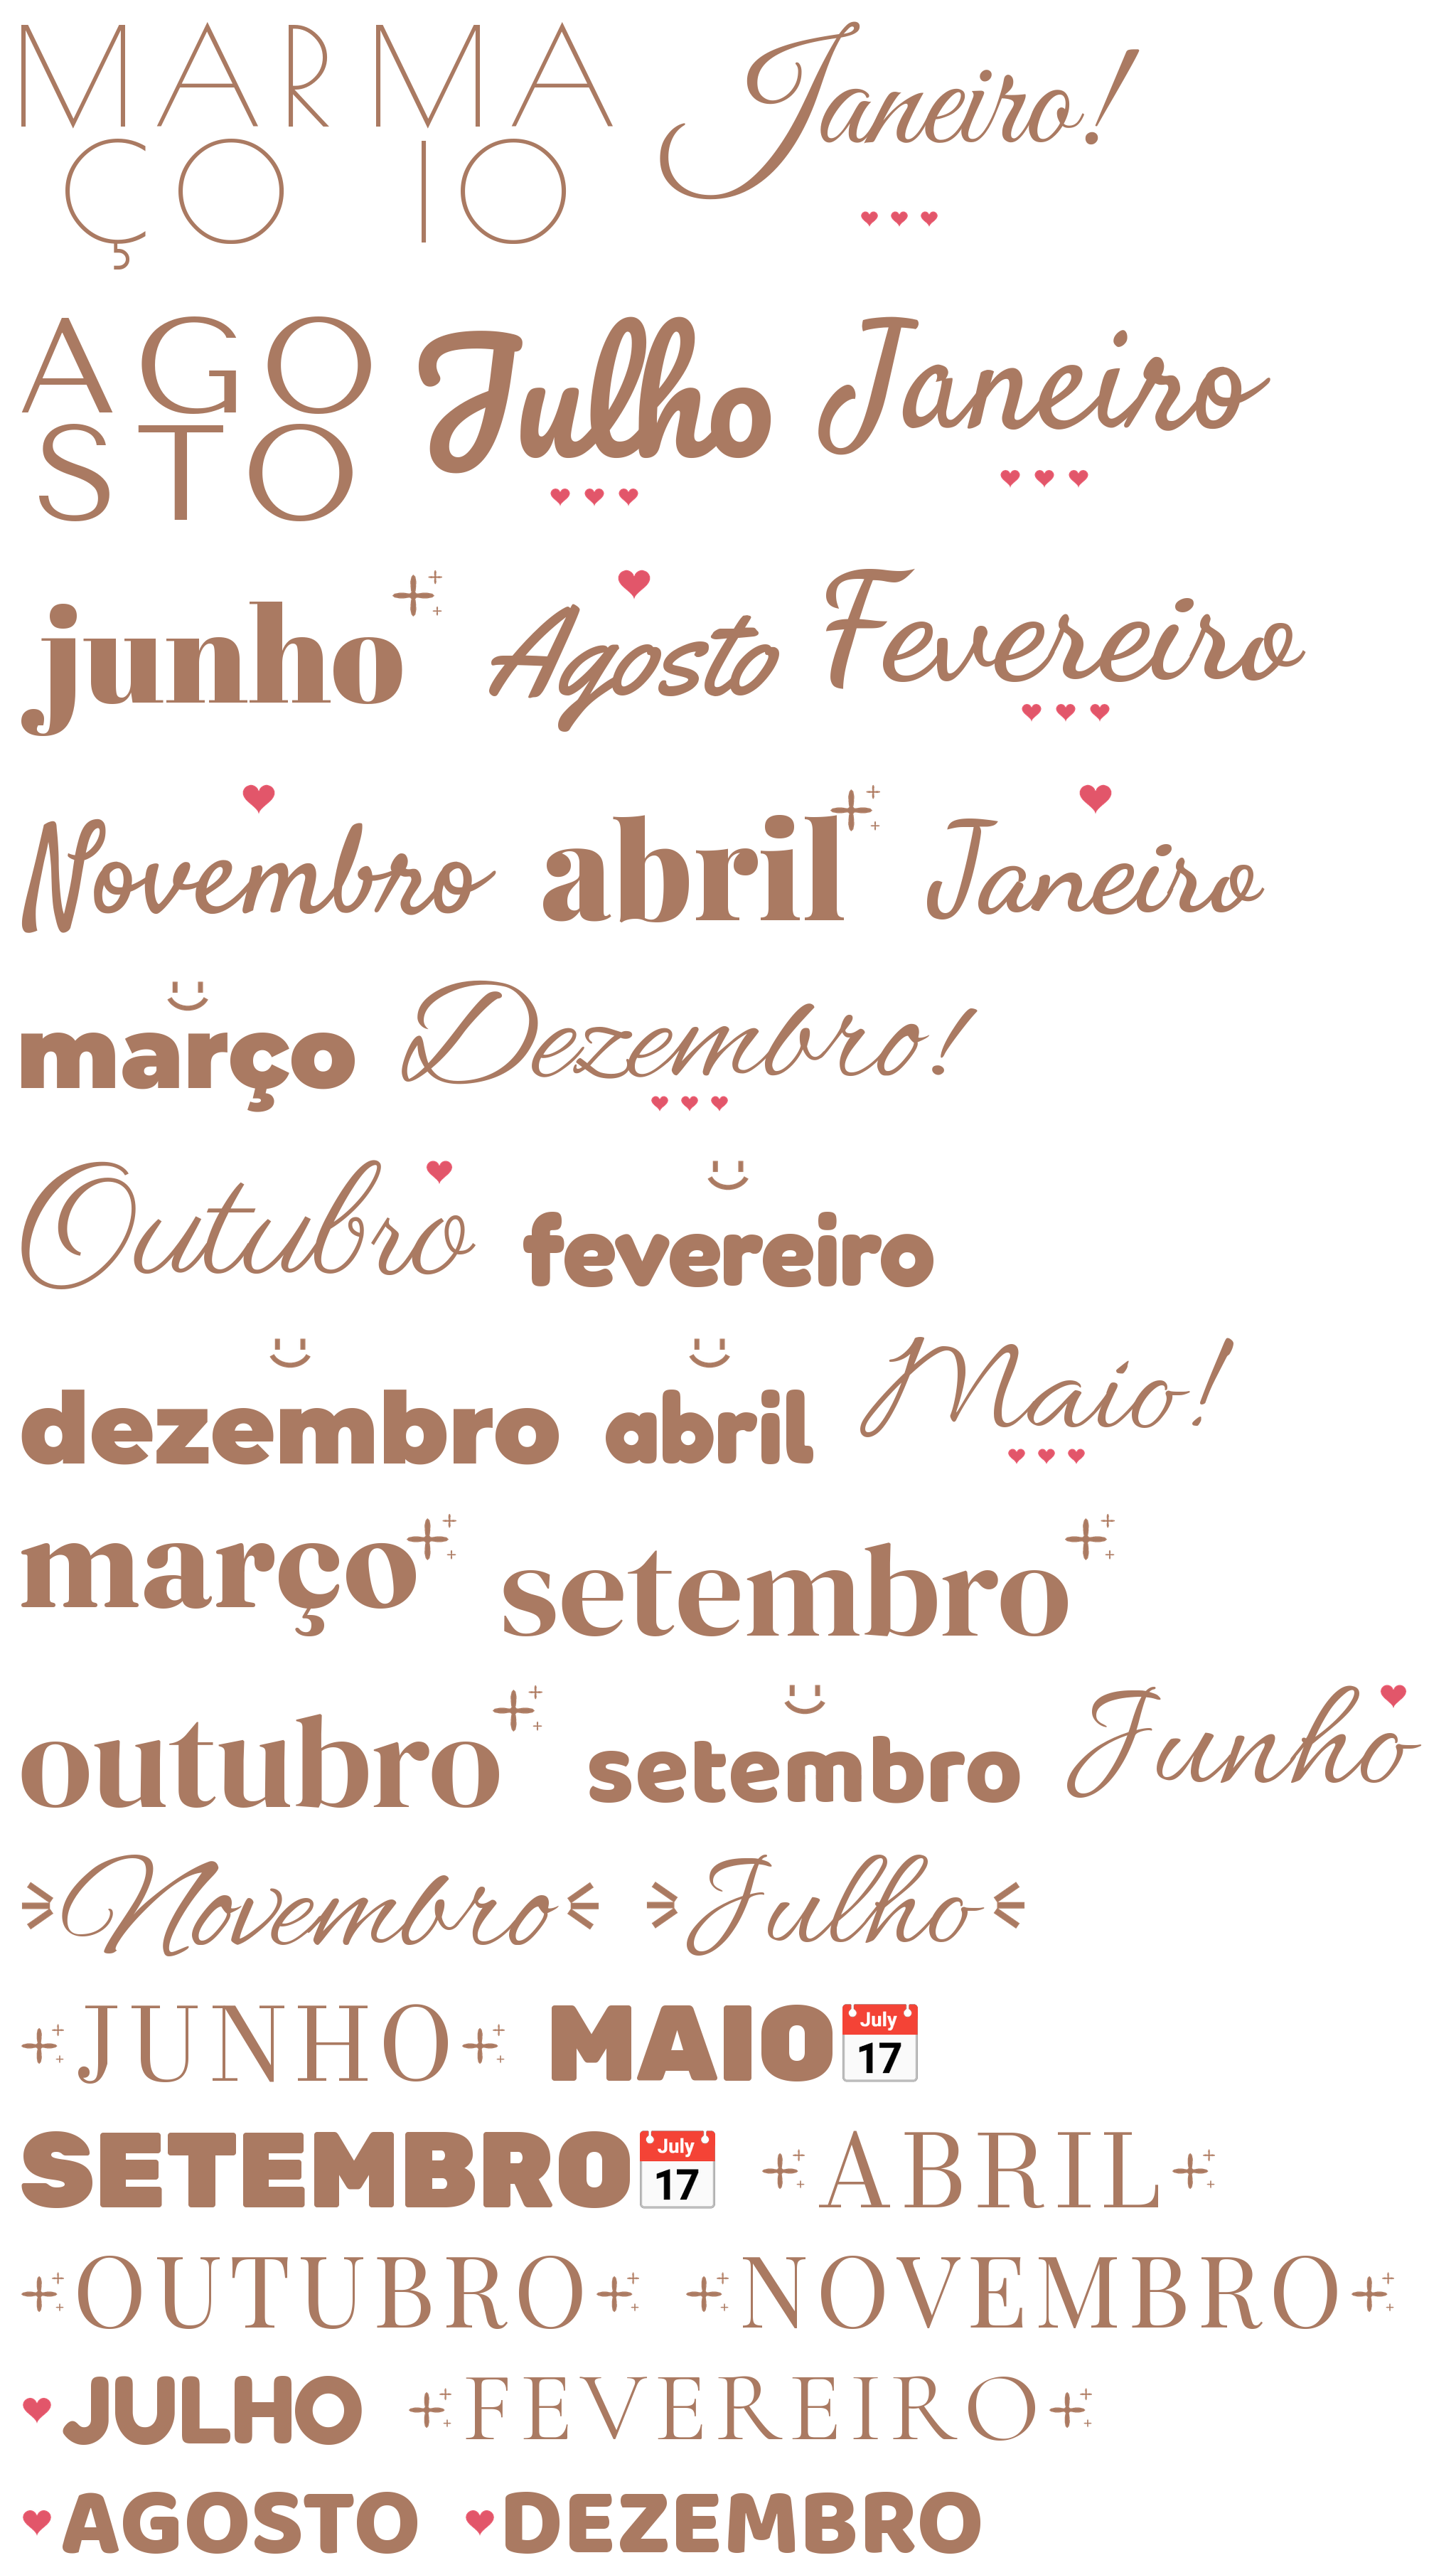 MAR
ÇO
MA
IO
Janeiro!
AGO
STO
Julho
Janeiro
junho
Agosto
Fevereiro
Novembro
abril
Janeiro
março
Dezembro!
Outubro
fevereiro
dezembro
abril
Maio!
março
setembro
outubro
setembro
Junho
Novembro
Julho
JUNHO
MAIO
July
17
SETEMBRO
July
17
ABRIL
OUTUBRO
NOVEMBRO
JULHO
FEVEREIRO
AGOSTO
DEZEMBRO